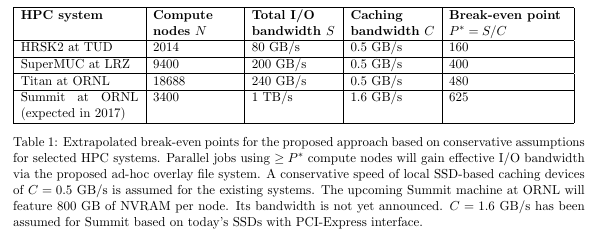 HPC system Compute Total I/O Caching Break-even point
nodes N bandwidth S bandwidth C P* = S/C
HRSK2 at TUD 2014 80 GB/s 0.5 GB/s 160
SuperMUC at LRZ 9400 200 GB/s 0.5 GB/s 400
Titan at ORNL 18688 240 GB/s 0.5 GB/s 480
Summit at ORNL 3400 1 TB/s 1.6 GB/s 625
(expected in 2017)
Table 1: Extrapolated break-even points for the proposed approach based on conservative assumptions
for selected HPC systems. Parallel jobs using ≥ P* compute nodes will gain effective I/O bandwidth
via the proposed ad-hoc overlay file system. A conservative speed of local SSD-based caching devices
of C = 0.5 GB/s is assumed for the existing systems. The upcoming Summit machine at ORNL will
feature 800 GB of NVRAM per node. Its bandwidth is not yet announced. C = 1.6 GB/s has been
assumed for Summit based on today's SSDs with PCI-Express interface.